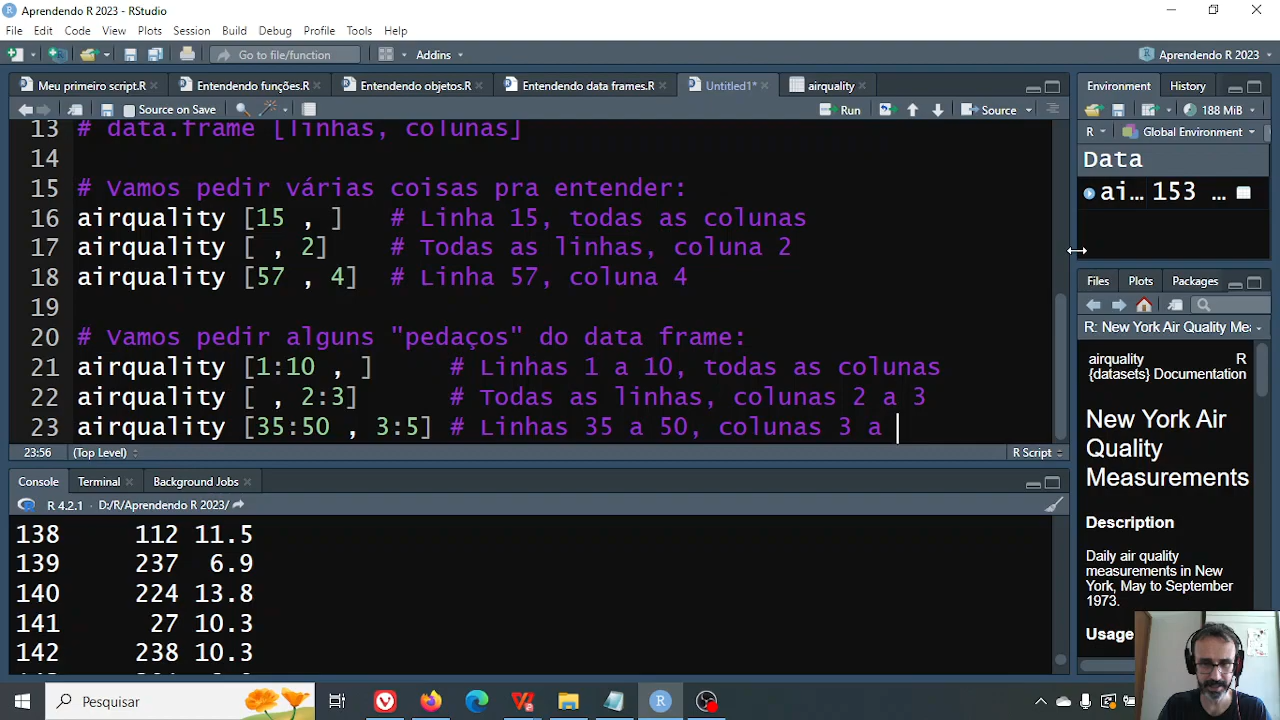 Aprendendo R 2023 - RStudio
File Edit Code View Plots Session Build Debug Profile Tools Help
Go to file/function Addins Aprendendo R 2023
Meu primeiro script.R Entendendo funções.R Entendendo objetos.R Entendendo data frames.R Untitled1* airquality
Source on Save Run Source
13 # data.frame [linhas, colunas]
14
15 # Vamos pedir várias coisas pra entender:
16 airquality [15 , ] # Linha 15, todas as colunas
17 airquality [ , 2] # Todas as linhas, coluna 2
18 airquality [57 , 4] # Linha 57, coluna 4
19
20 # Vamos pedir alguns "pedaços" do data frame:
21 airquality [1:10 , ] # Linhas 1 a 10, todas as colunas
22 airquality [ , 2:3] # Todas as linhas, colunas 2 a 3
23 airquality [35:50 , 3:5] # Linhas 35 a 50, colunas 3 a
23:56 (Top Level) R Script
Console Terminal Background Jobs
R 4.2.1 · D:/R/Aprendendo R 2023/
138 112 11.5
139 237 6.9
140 224 13.8
141 27 10.3
142 238 10.3
Environment History
188 MiB
R Global Environment
Data
ai... 153 ...
Files Plots Packages
R: New York Air Quality Me
airquality R
{datasets} Documentation
New York Air
Quality
Measurements
Description
Daily air quality
measurements in New
York, May to September
1973.
Usage
Pesquisar